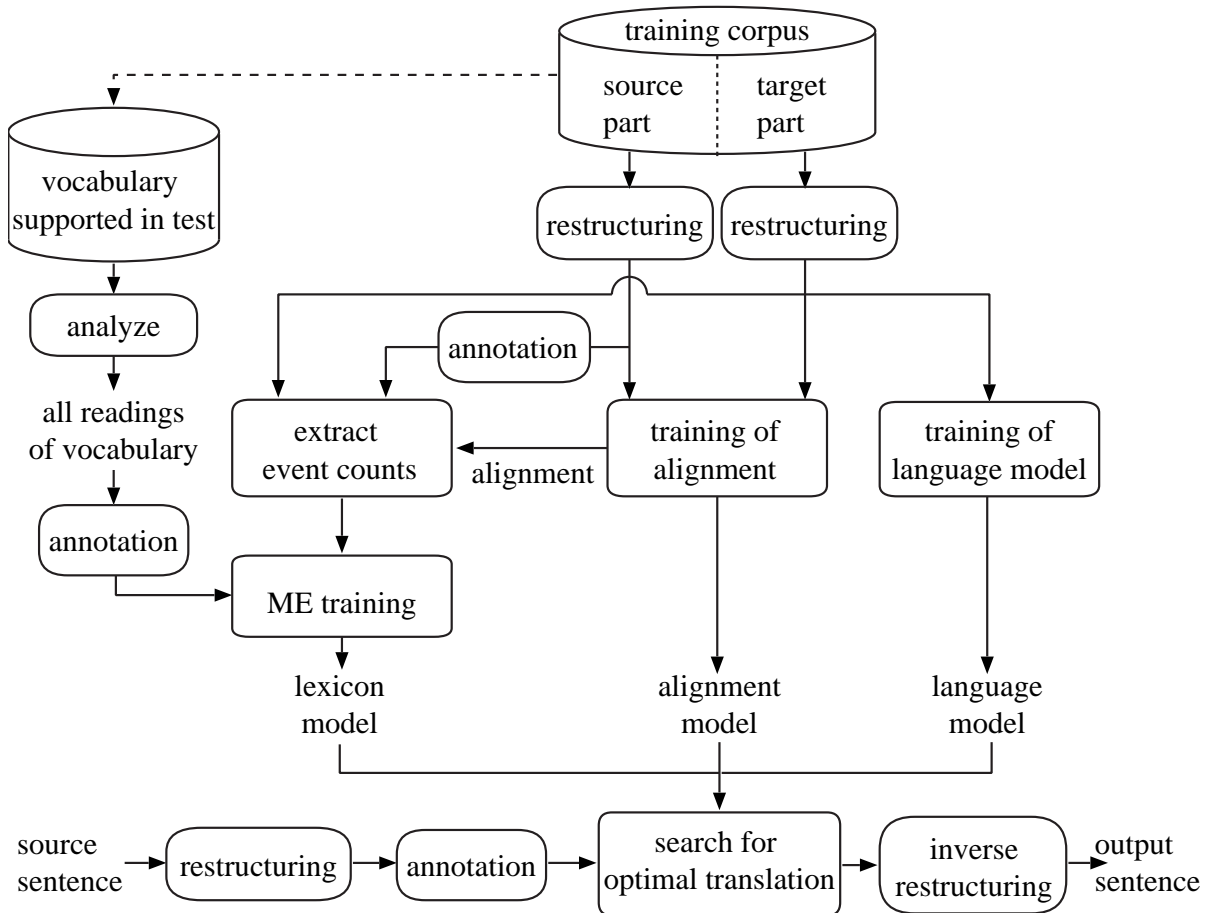 training corpus
source
part
target
part
vocabulary
supported in test
restructuring
restructuring
analyze
annotation
all readings
of vocabulary
extract
event counts
alignment
training of
alignment
training of
language model
annotation
ME training
lexicon
model
alignment
model
language
model
source
sentence
restructuring
annotation
search for
optimal translation
inverse
restructuring
output
sentence